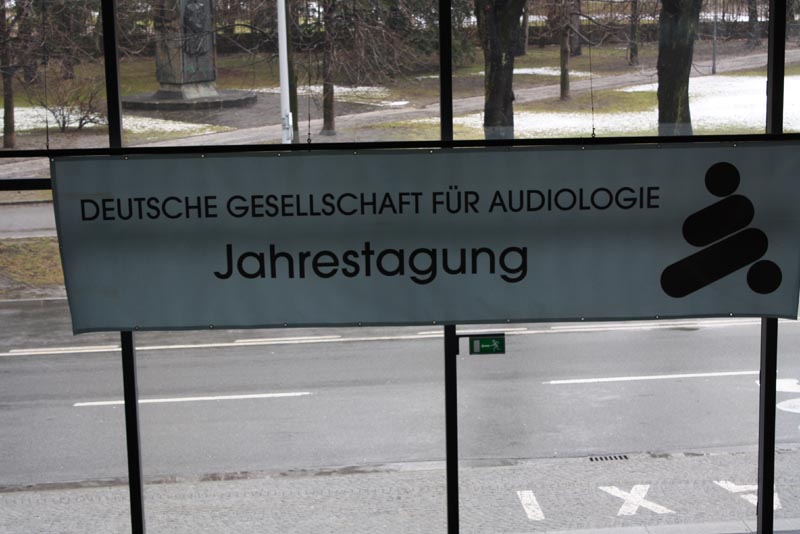 DEUTSCHE GESELLSCHAFT FÜR AUDIOLOGIE
Jahrestagung